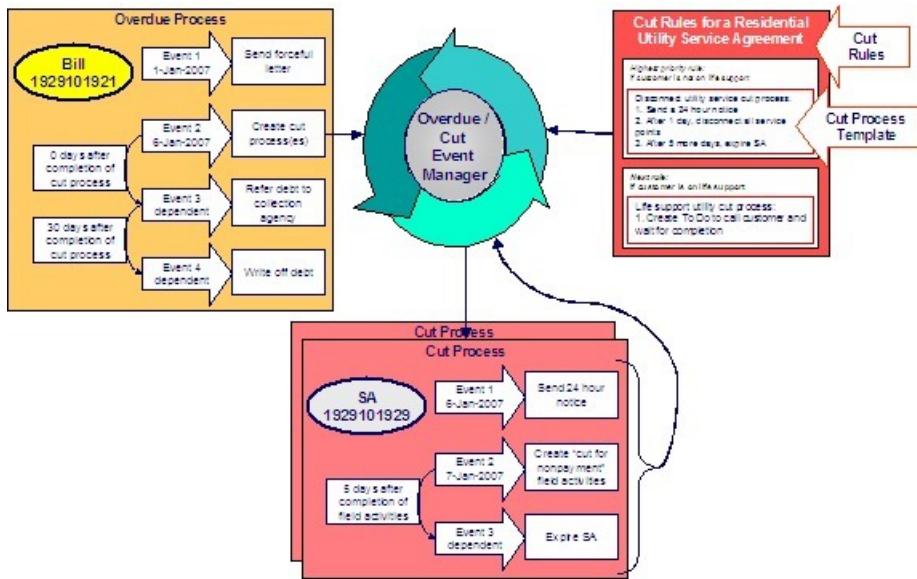 Overdue Process
Bill
1929101921
Event 1
1-Jan-2007
Send forceful
letter
Event 2
6-Jan-2007
Create cut
process(es)
0 days after
completion of
cut process
Event 3
dependent
Refer debt to
collection
agency
30 days after
completion of
cut process
Event 4
dependent
Write off debt
Overdue /
Cut
Event
Manager
Cut Rules for a Residential
Utility Service Agreement
Highest priority rule:
If customer is not on life support
Disconnect utility service cut process:
1. Send a 24 hour notice
2. After 1 day, disconnect all service
points
2. After 5 more days, expire SA
Next rule:
If customer is on life support
Life support utility cut process:
1. Create To Do to call customer and
wait for completion
Cut
Rules
Cut Process
Template
Cut Process
Cut Process
SA
1929101929
Event 1
6-Jan-2007
Send 24 hour
notice
Event 2
7-Jan-2007
Create "cut for
nonpayment"
field activities
5 days after
completion of
field activities
Event 3
dependent
Expire SA